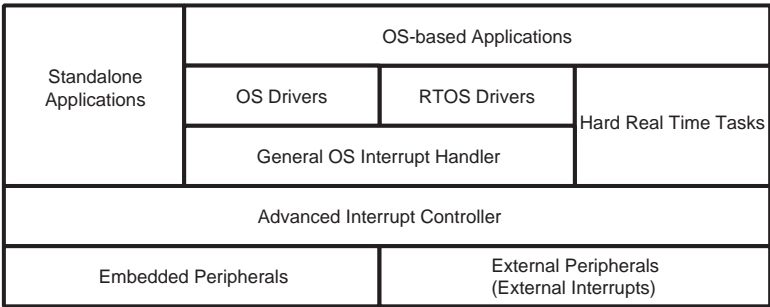 OS-based Applications
Standalone
Applications
OS Drivers
RTOS Drivers
Hard Real Time Tasks
General OS Interrupt Handler
Advanced Interrupt Controller
Embedded Peripherals
External Peripherals
(External Interrupts)